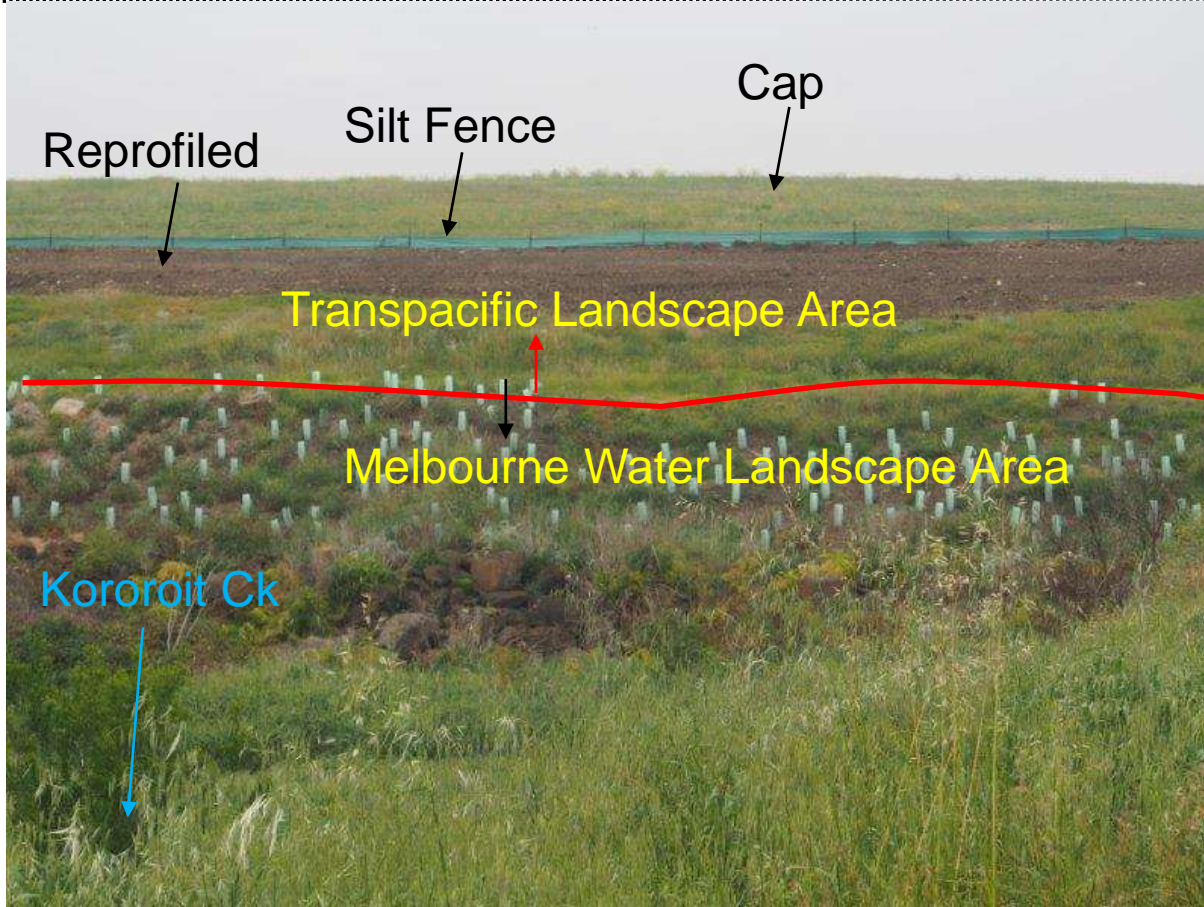 Cap
Silt Fence
Reprofiled
Transpacific Landscape Area
Melbourne Water Landscape Area
Kororoit Ck